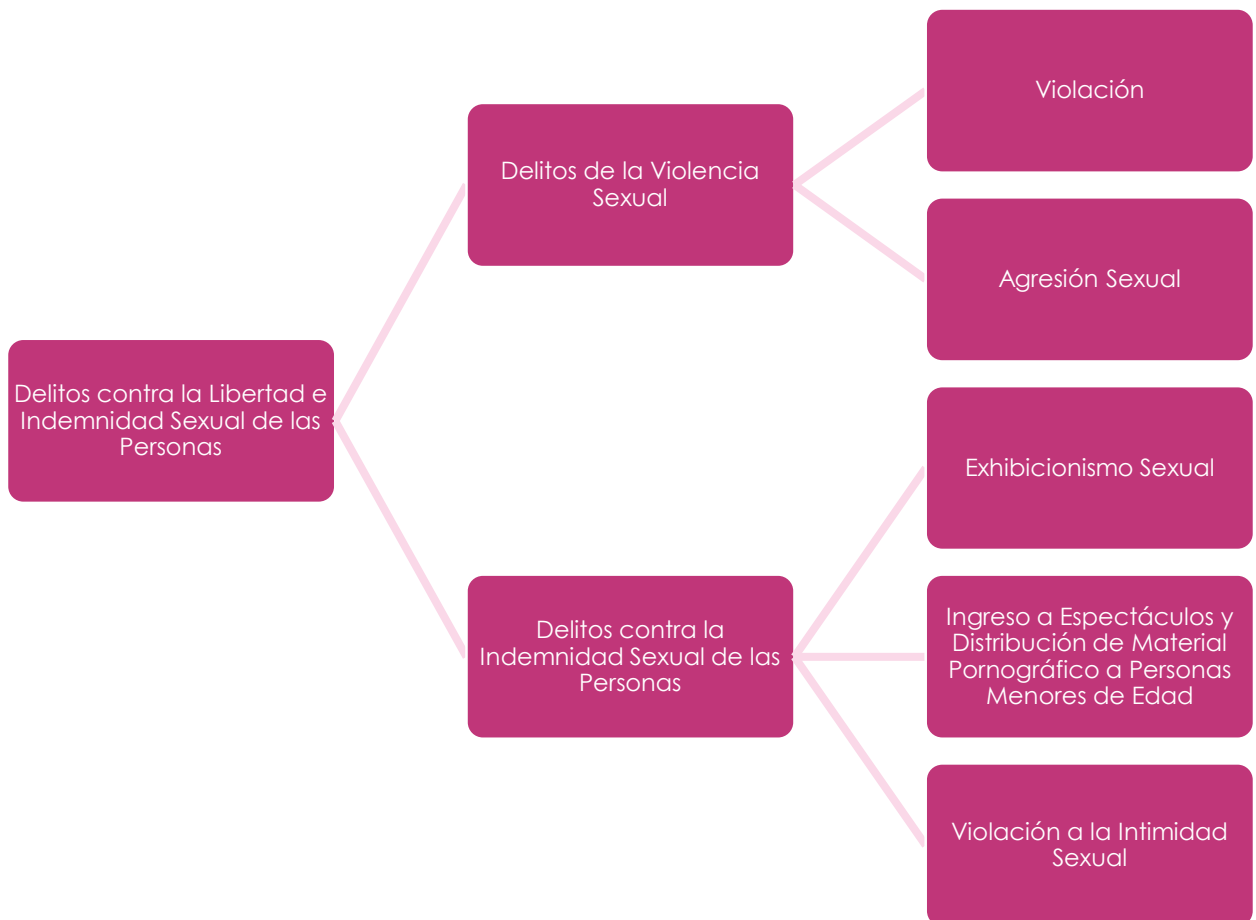 Delitos contra la Libertad e
Indemnidad Sexual de las
Personas
Delitos de la Violencia
Sexual
Violación
Agresión Sexual
Delitos contra la
Indemnidad Sexual de las
Personas
Exhibicionismo Sexual
Ingreso a Espectáculos y
Distribución de Material
Pornográfico a Personas
Menores de Edad
Violación a la Intimidad
Sexual